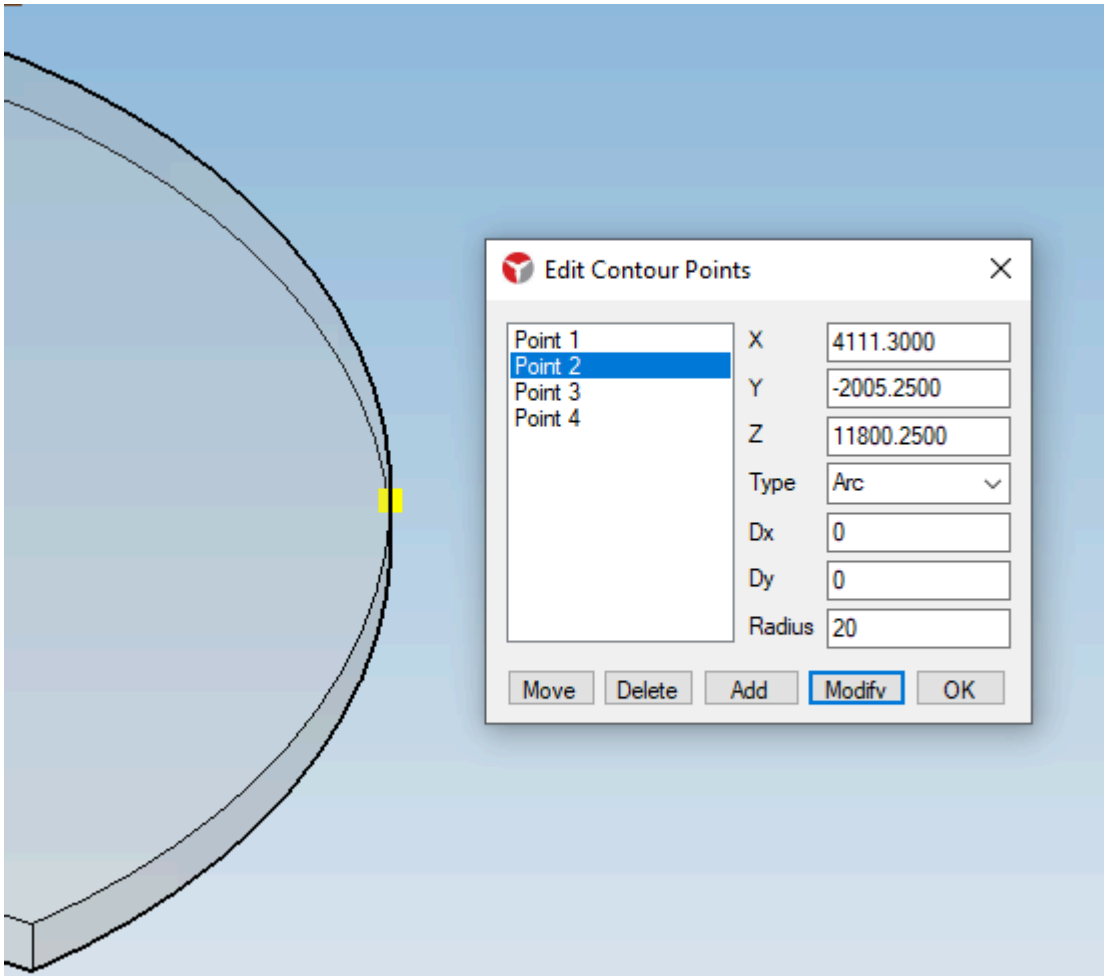 Edit Contour Points
Point 1
Point 2
Point 3
Point 4
X 4111.3000
Y -2005.2500
Z 11800.2500
Type Arc
Dx 0
Dy 0
Radius 20
Move Delete Add Modify OK